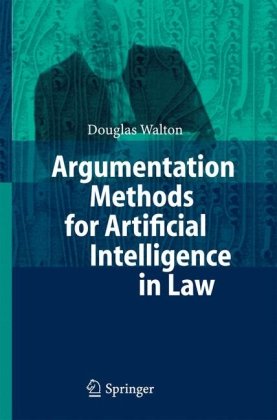 Douglas Walton
Argumentation
Methods
for Artificial
Intelligence
in Law
Springer